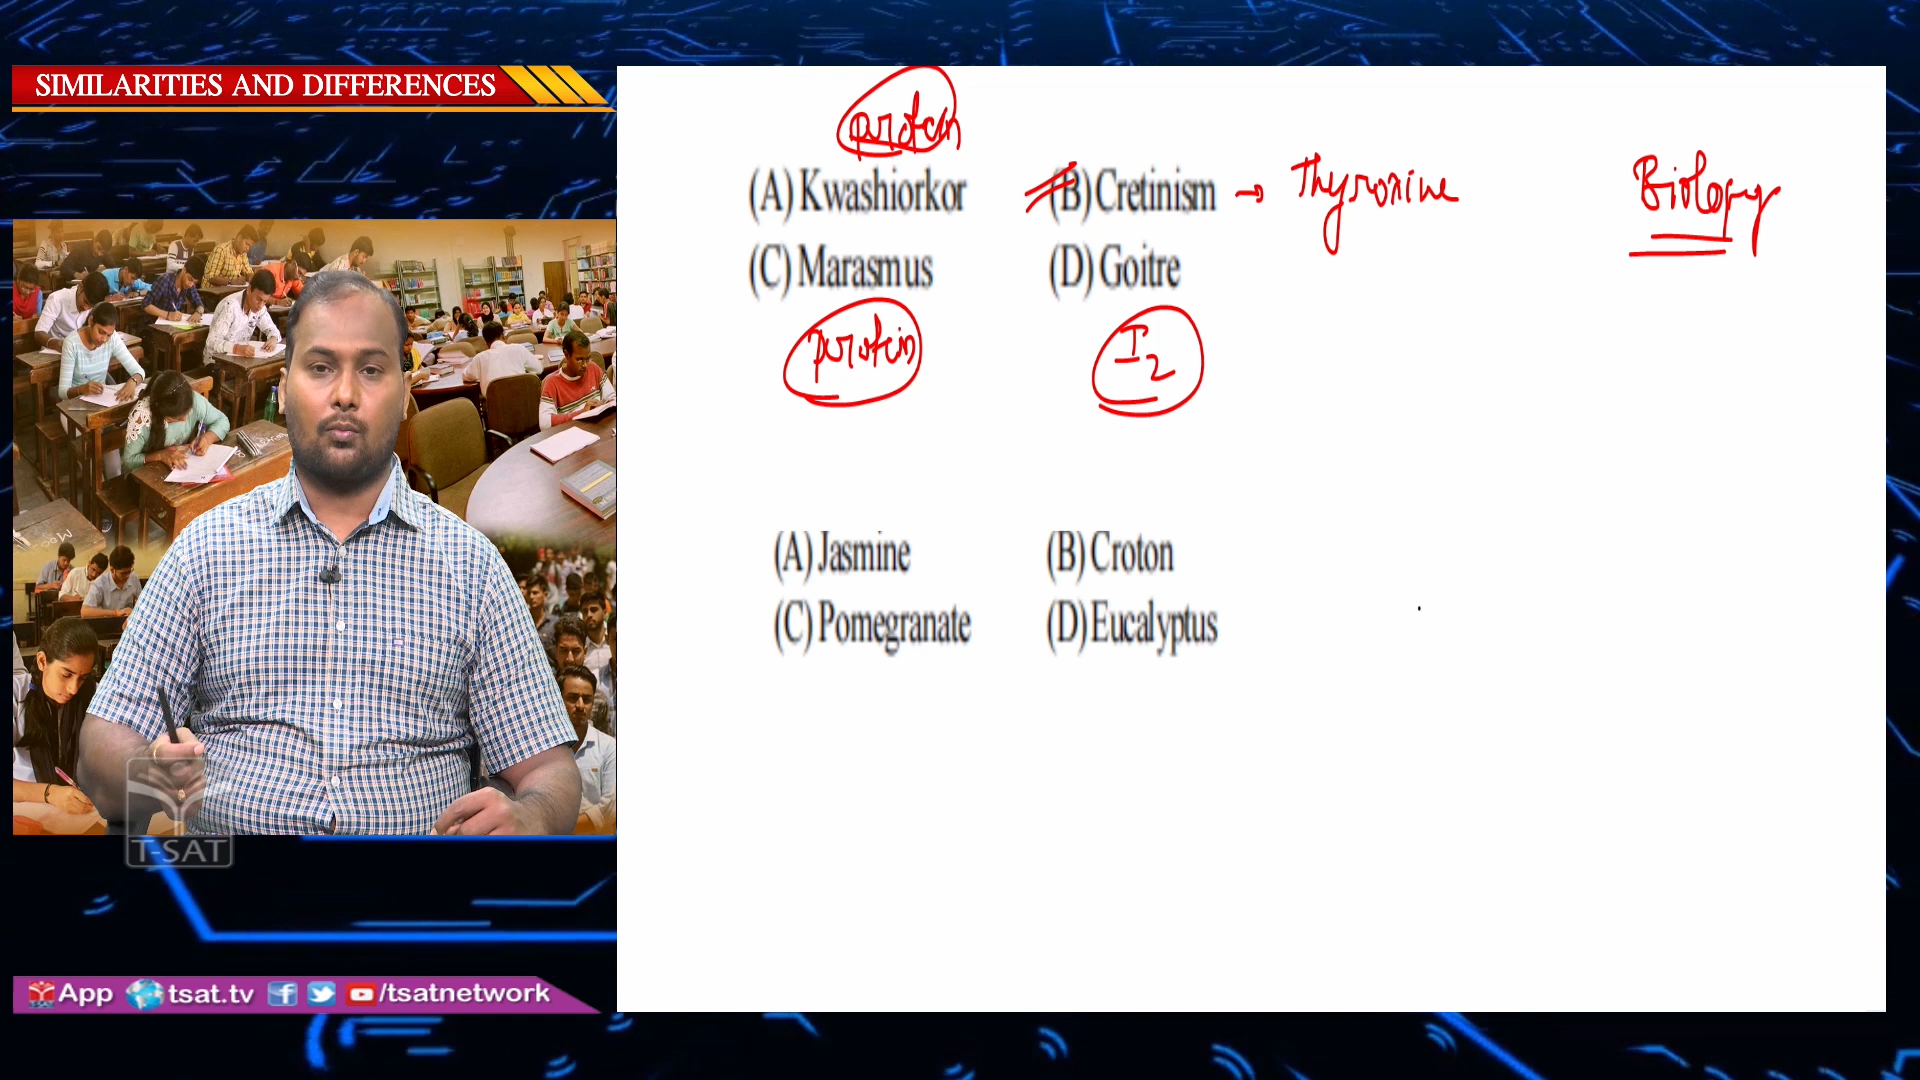 SIMILARITIES AND DIFFERENCES
protein
(A) Kwashiorkor (B) Cretinism → Thyroxine Biology
(C) Marasmus (D) Goitre
protein I2
(A) Jasmine (B) Croton
(C) Pomegranate (D) Eucalyptus
T-SAT
App tsat.tv /tsatnetwork